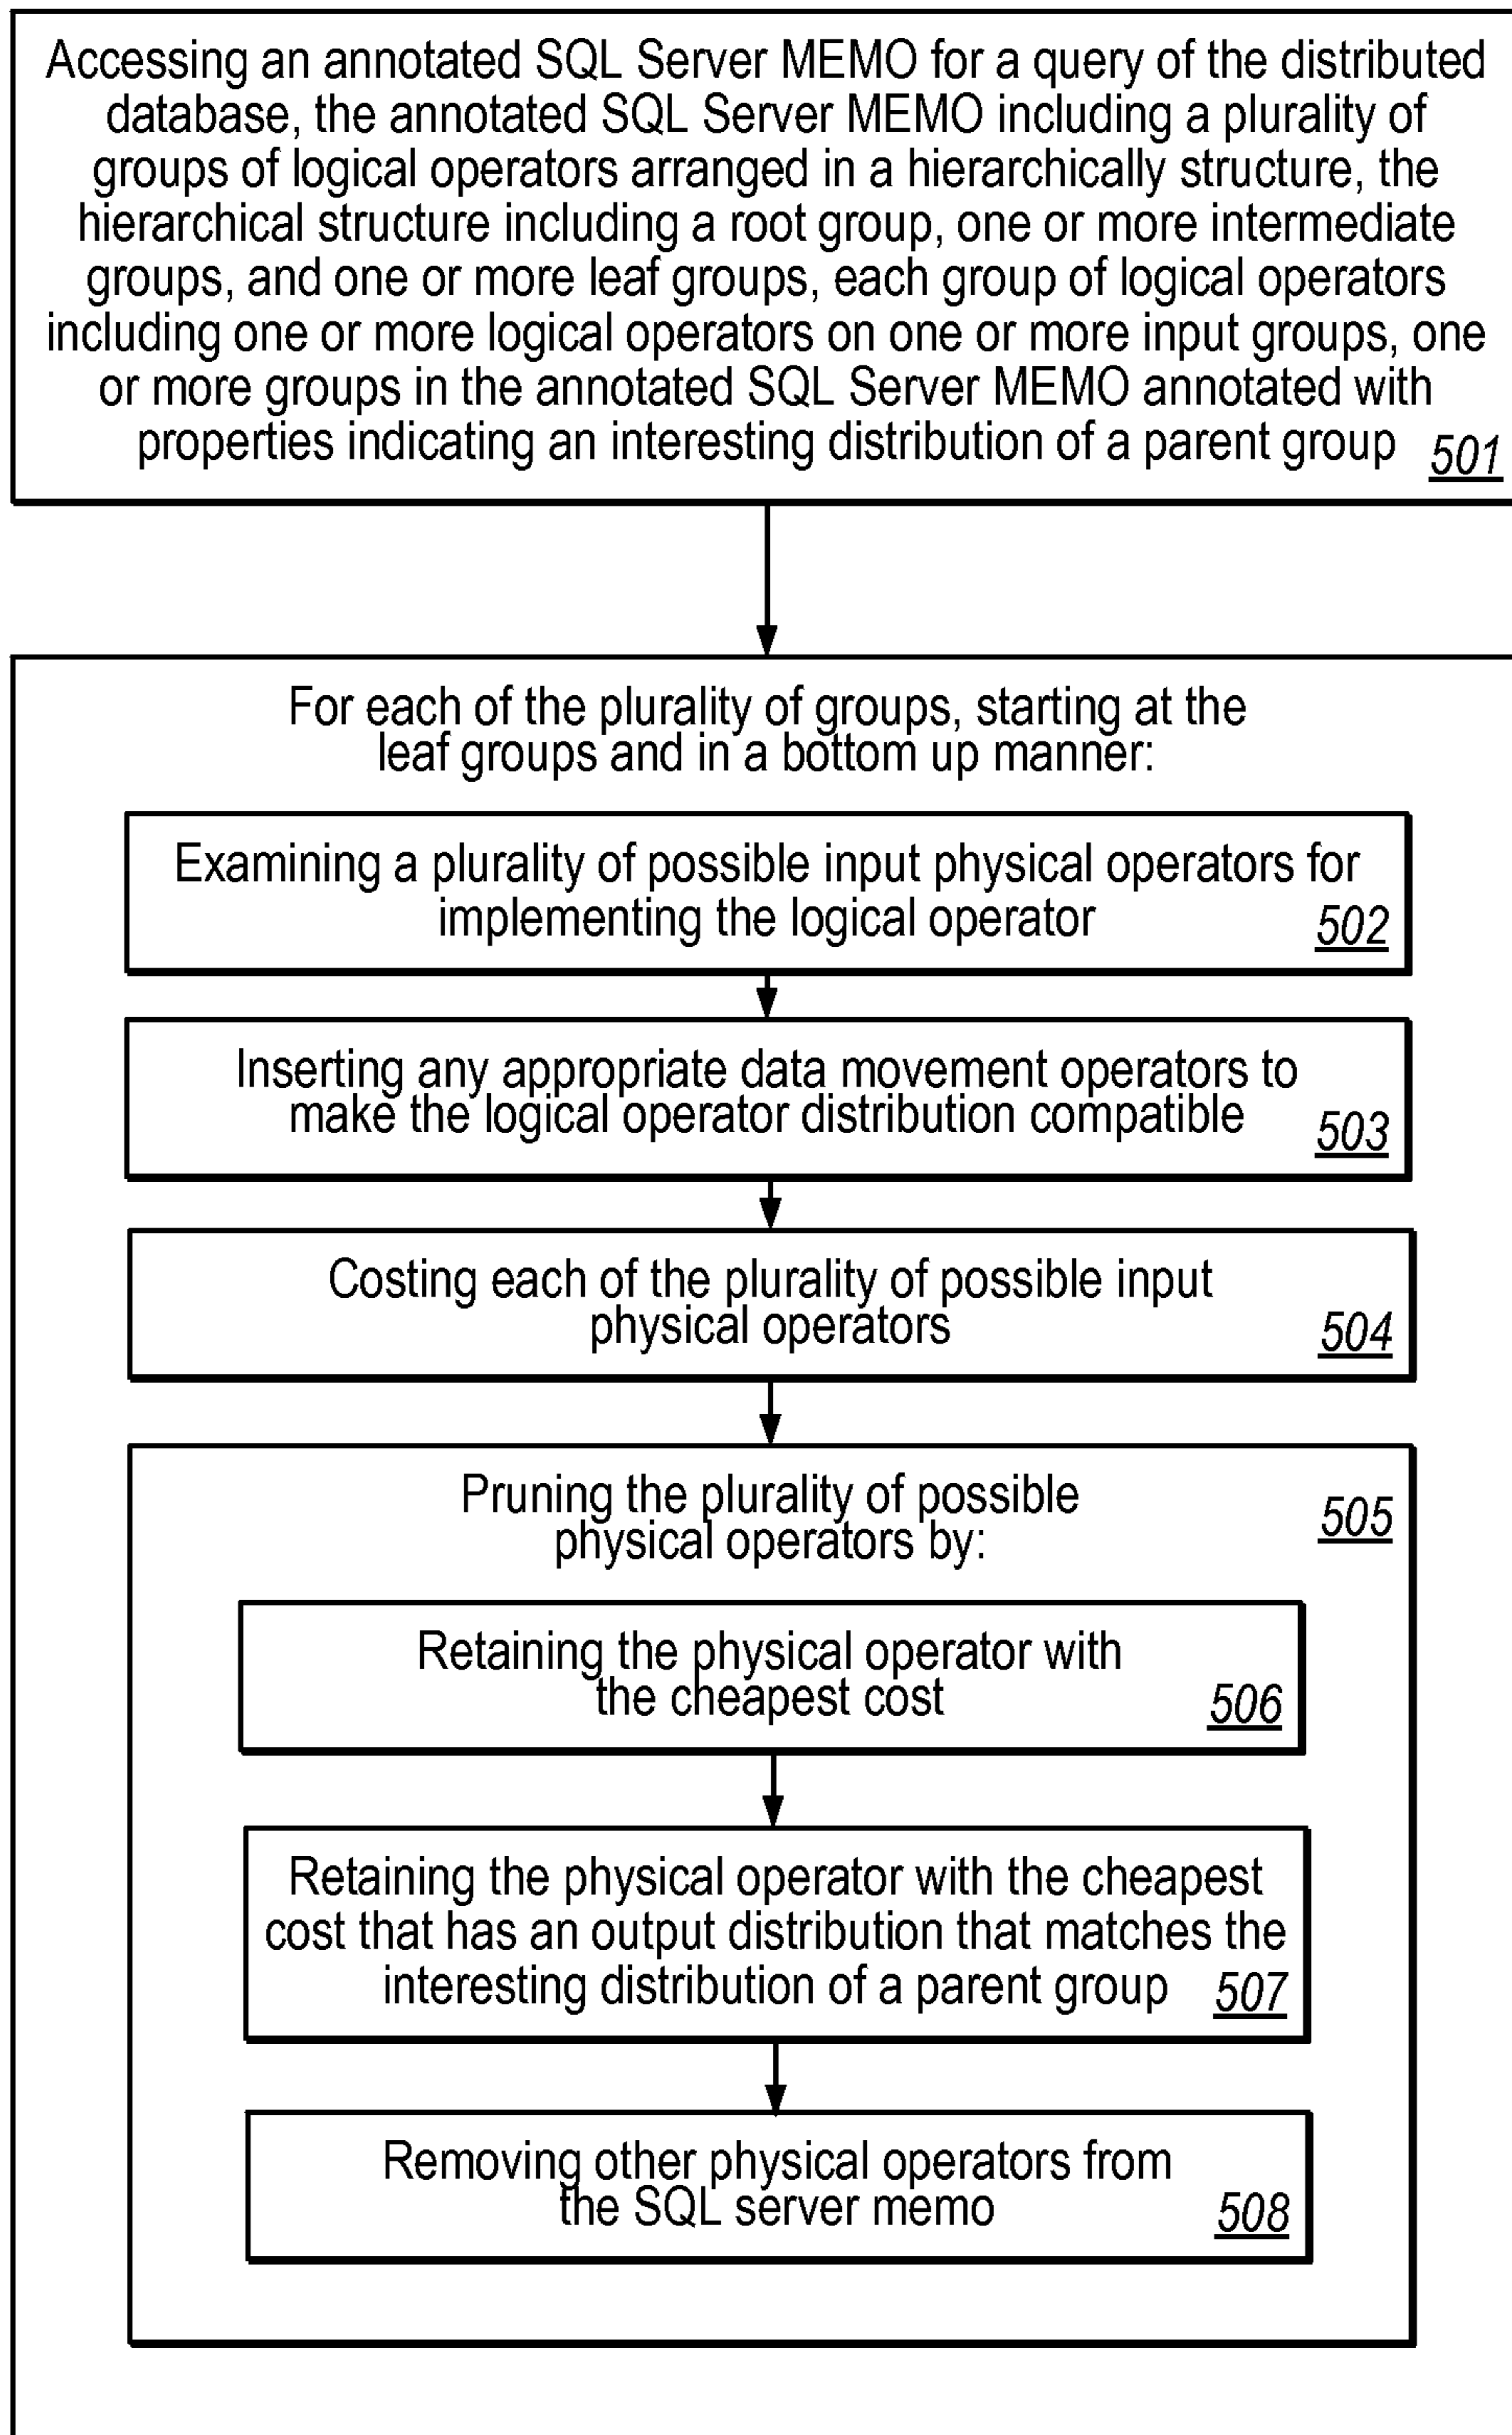 Accessing an annotated SQL Server MEMO for a query of the distributed
database, the annotated SQL Server MEMO including a plurality of
groups of logical operators arranged in a hierarchically structure, the
hierarchical structure including a root group, one or more intermediate
groups, and one or more leaf groups, each group of logical operators
including one or more logical operators on one or more input groups, one
or more groups in the annotated SQL Server MEMO annotated with
properties indicating an interesting distribution of a parent group 501
For each of the plurality of groups, starting at the
leaf groups and in a bottom up manner:
Examining a plurality of possible input physical operators for
implementing the logical operator 502
Inserting any appropriate data movement operators to
make the logical operator distribution compatible 503
Costing each of the plurality of possible input
physical operators 504
Pruning the plurality of possible 505
physical operators by:
Retaining the physical operator with
the cheapest cost 506
Retaining the physical operator with the cheapest
cost that has an output distribution that matches the
interesting distribution of a parent group 507
Removing other physical operators from
the SQL server memo 508